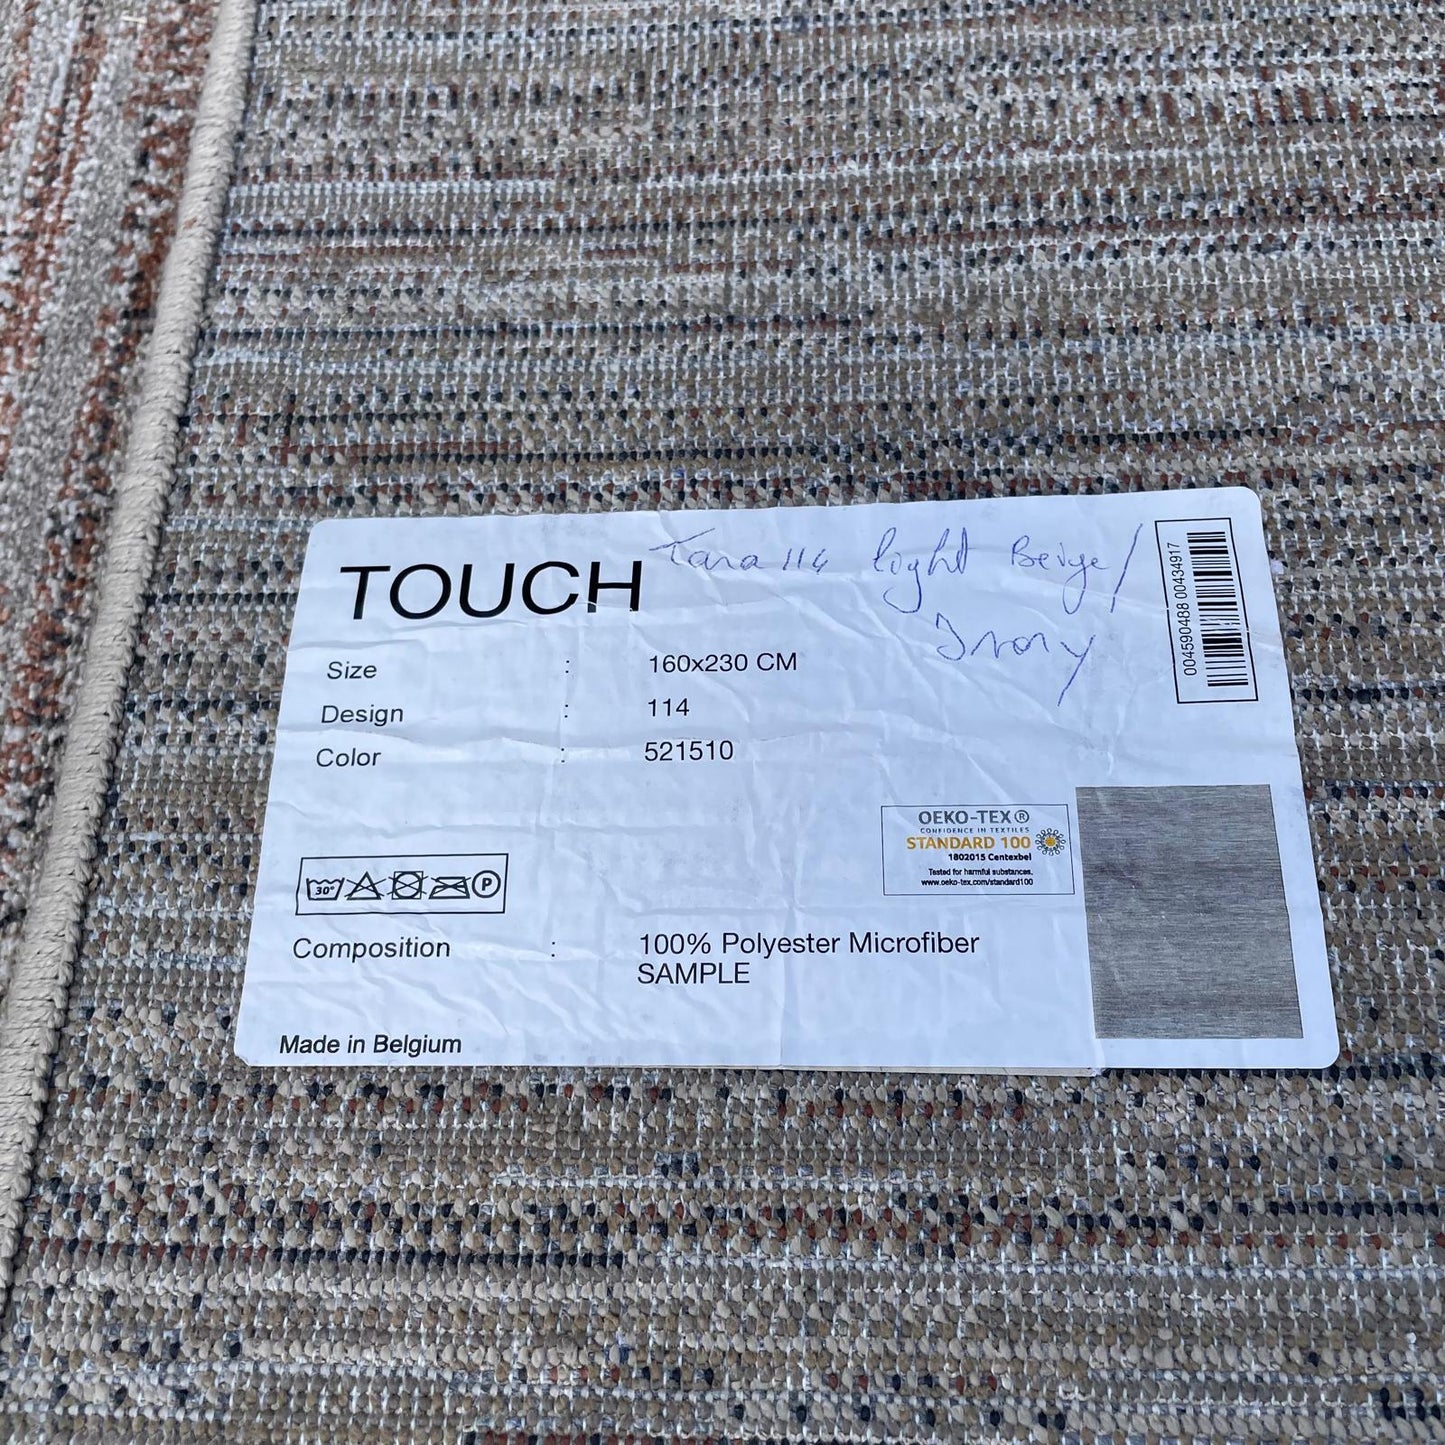 TOUCH
Tara 114 light Beige/
Ivory
004590488 00434917
Size : 160x230 CM
Design : 114
Color : 521510
OEKO-TEX®
CONFIDENCE IN TEXTILES
STANDARD 100
1802015 Centexbel
Tested for harmful substances.
www.oeko-tex.com/standard100
30° P
Composition : 100% Polyester Microfiber
SAMPLE
Made in Belgium